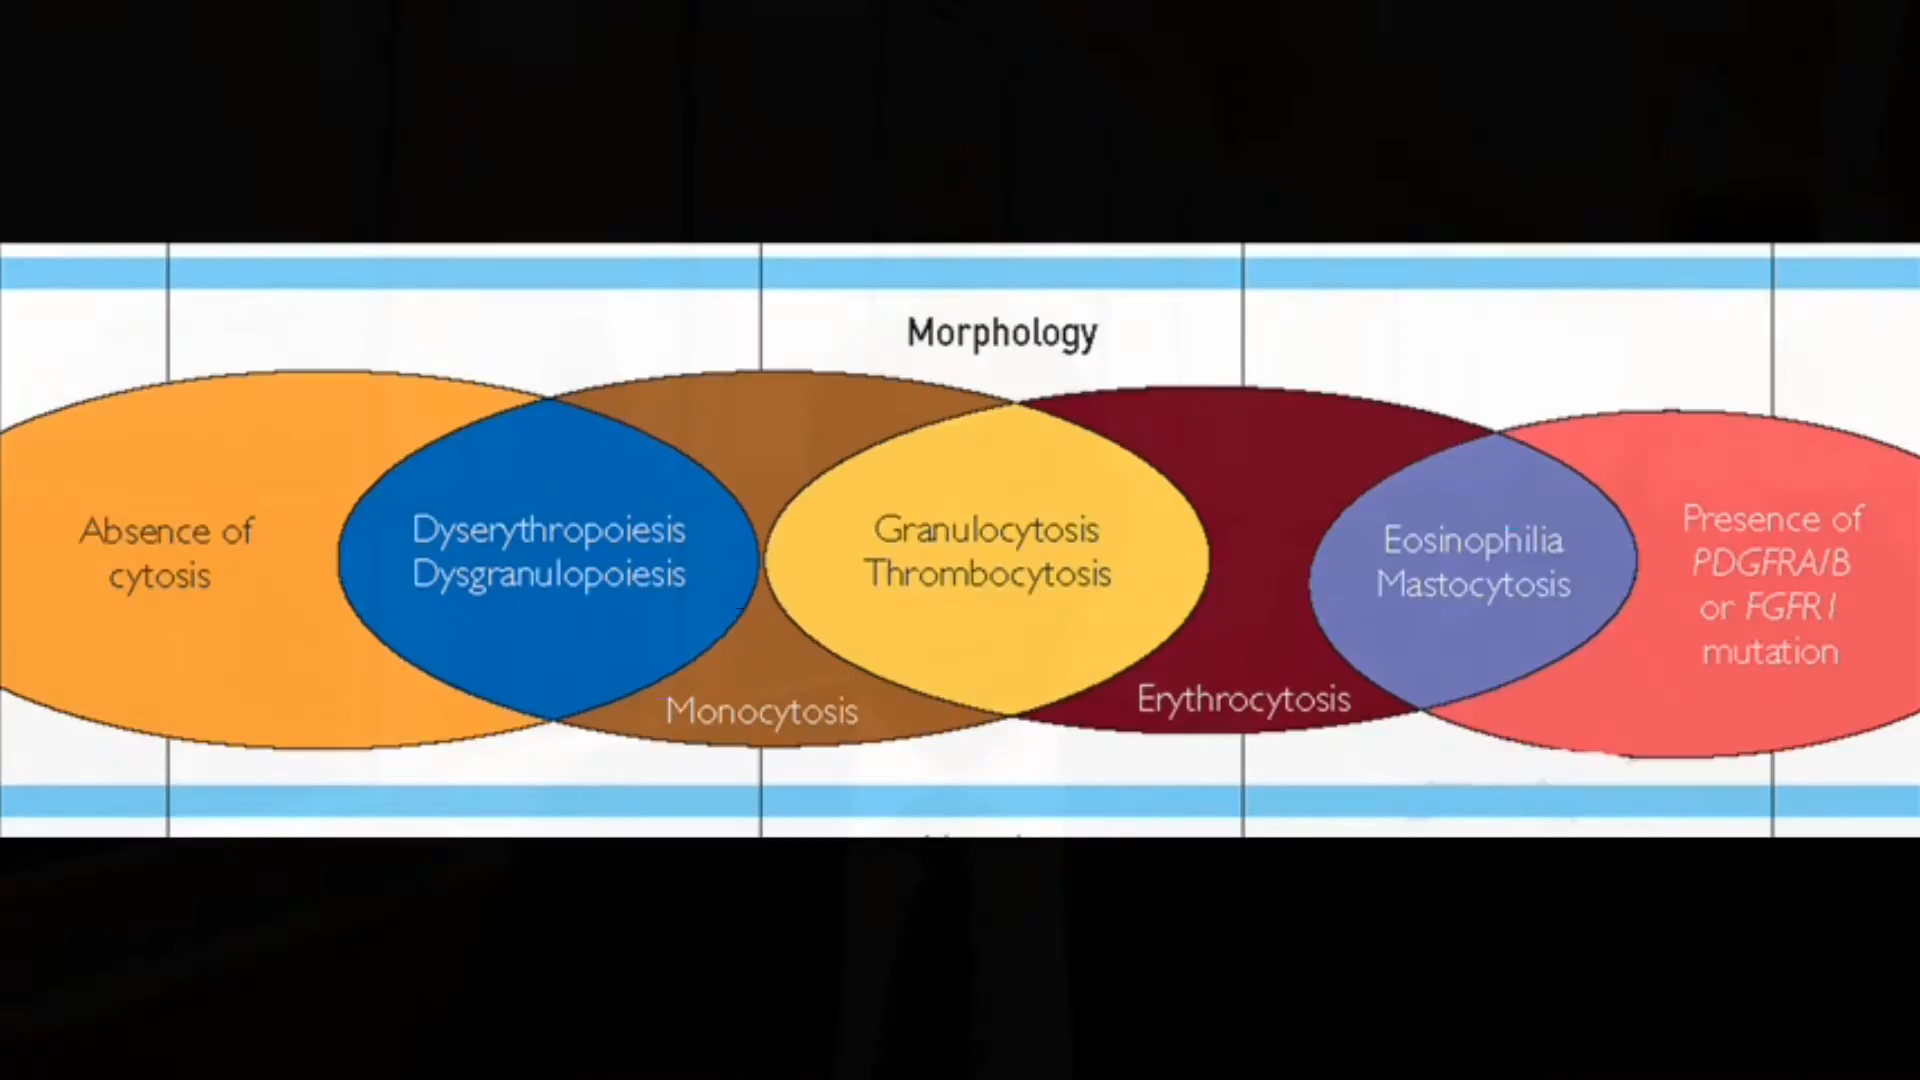 Morphology
Absence of
cytosis
Dyserythropoiesis
Dysgranulopoiesis
Monocytosis
Granulocytosis
Thrombocytosis
Erythrocytosis
Eosinophilia
Mastocytosis
Presence of
PDGFRA/B
or FGFR1
mutation